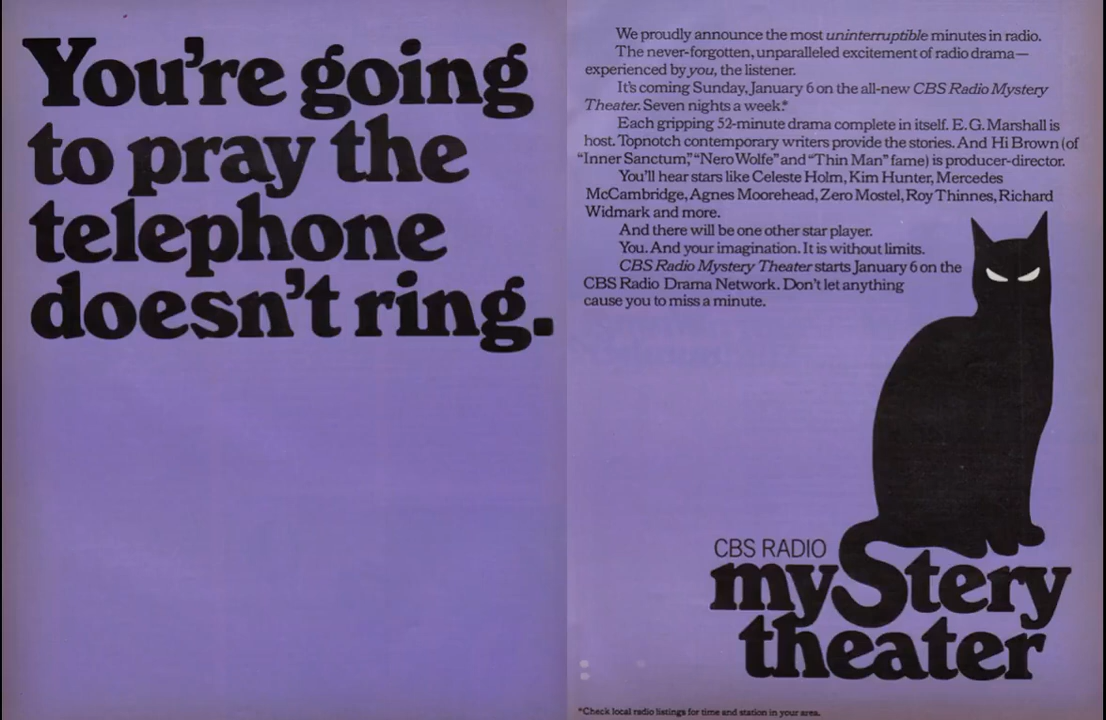 You're going
to pray the
telephone
doesn't ring.
We proudly announce the most uninterruptible minutes in radio.
The never-forgotten, unparalleled excitement of radio drama—
experienced by you, the listener.
It's coming Sunday, January 6 on the all-new CBS Radio Mystery
Theater. Seven nights a week.*
Each gripping 52-minute drama complete in itself. E. G. Marshall is
host. Topnotch contemporary writers provide the stories. And Hi Brown (of
"Inner Sanctum," "Nero Wolfe" and "Thin Man" fame) is producer-director.
You'll hear stars like Celeste Holm, Kim Hunter, Mercedes
McCambridge, Agnes Moorehead, Zero Mostel, Roy Thinnes, Richard
Widmark and more.
And there will be one other star player.
You. And your imagination. It is without limits.
CBS Radio Mystery Theater starts January 6 on the
CBS Radio Drama Network. Don't let anything
cause you to miss a minute.
CBS RADIO
myStery
theater
*Check local radio listings for time and station in your area.